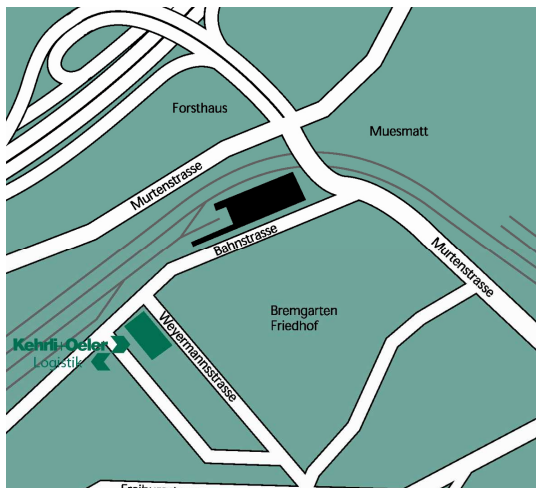 Forsthaus
Muesmatt
Murtenstrasse
Bahnstrasse
Murtenstrasse
Bremgarten
Friedhof
Weyermannsstrasse
Kehrli+Oeler
Logistik